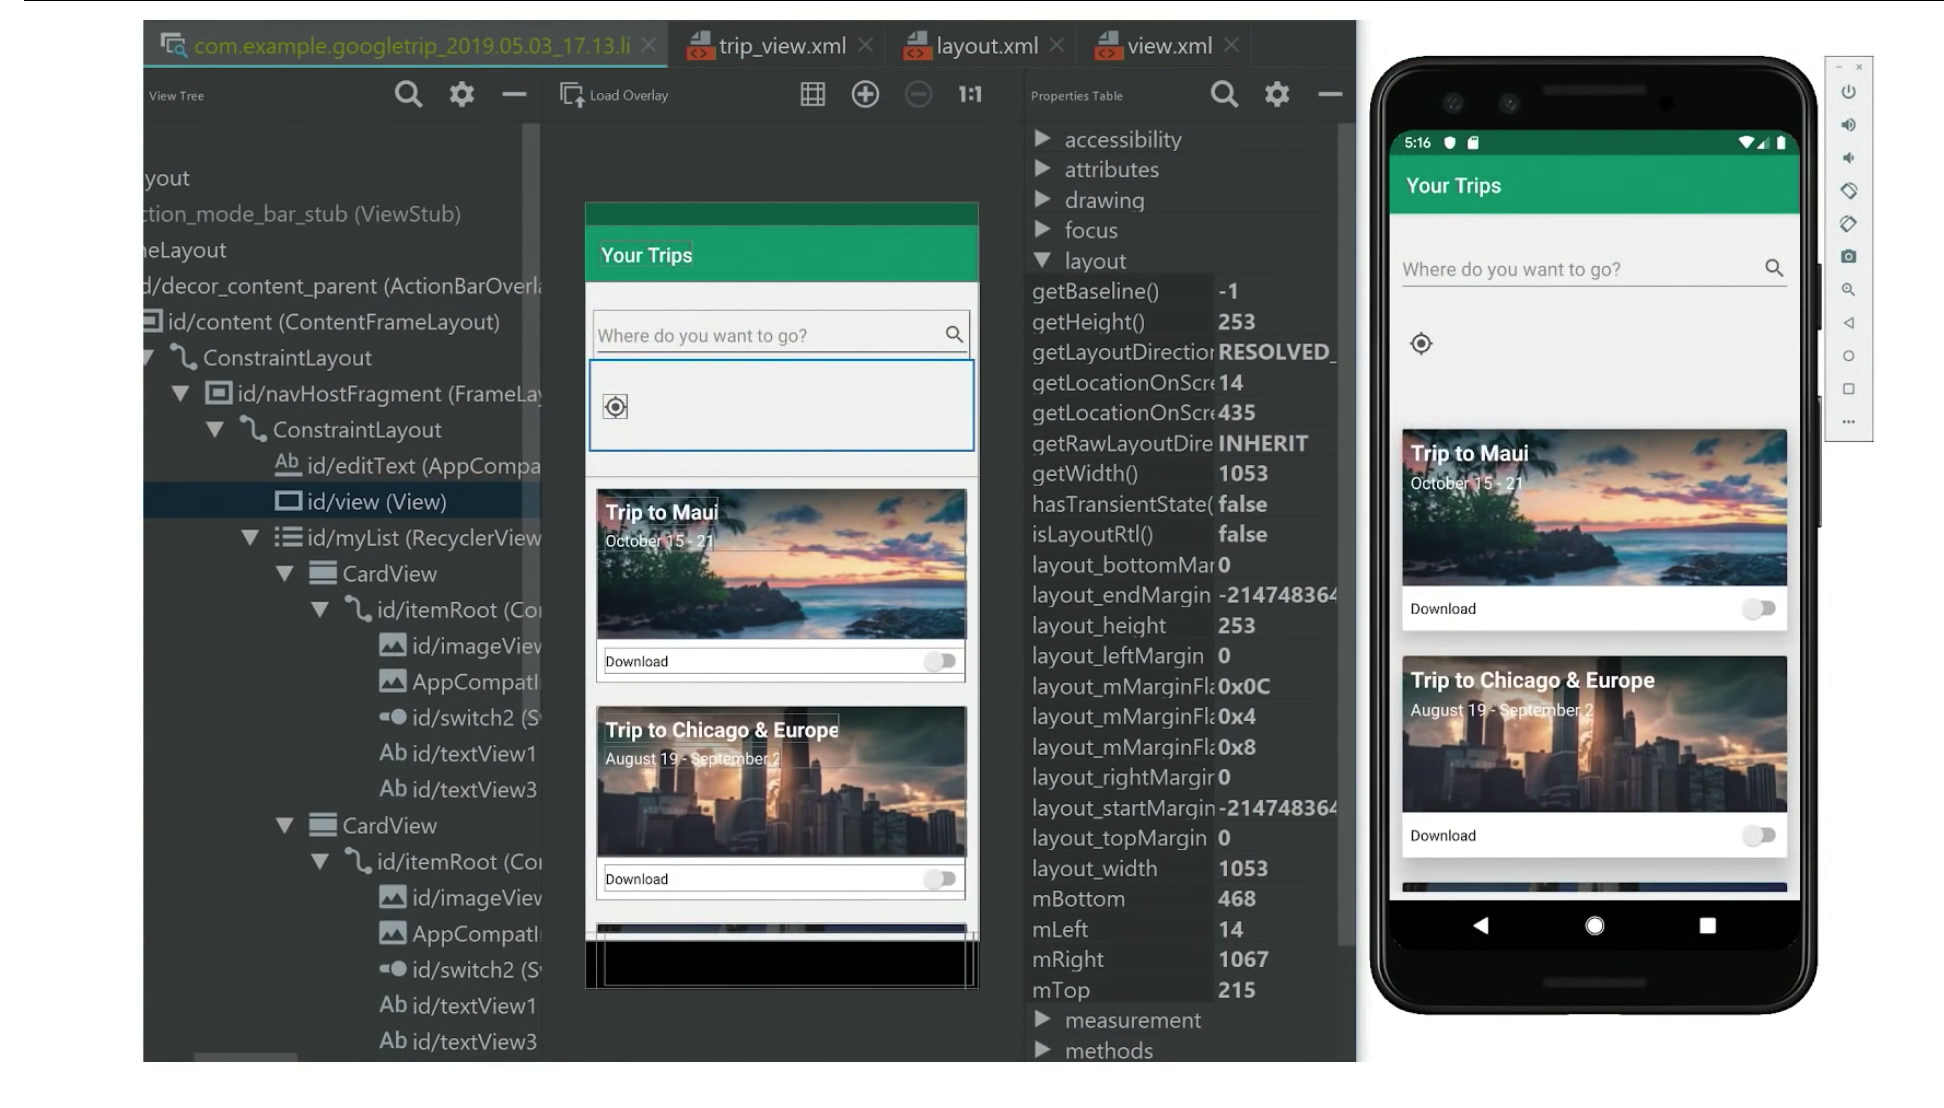 com.example.googletrip_2019.05.03_17.13.li
trip_view.xml
layout.xml
view.xml
View Tree
Load Overlay
1:1
Properties Table
yout
ction_mode_bar_stub (ViewStub)
neLayout
d/decor_content_parent (ActionBarOverla
id/content (ContentFrameLayout)
ConstraintLayout
id/navHostFragment (FrameLay
ConstraintLayout
Ab id/editText (AppCompa
id/view (View)
id/myList (RecyclerView
CardView
id/itemRoot (Cor
id/imageView
AppCompatI
id/switch2 (S
Ab id/textView1
Ab id/textView3
CardView
id/itemRoot (Cor
id/imageView
AppCompatI
id/switch2 (S
Ab id/textView1
Ab id/textView3
Your Trips
Where do you want to go?
Trip to Maui
October 15 - 21
Download
Trip to Chicago & Europe
August 19 - September 2
Download
accessibility
attributes
drawing
focus
layout
getBaseline() -1
getHeight() 253
getLayoutDirection RESOLVED_
getLocationOnScre 14
getLocationOnScre 435
getRawLayoutDire INHERIT
getWidth() 1053
hasTransientState( false
isLayoutRtl() false
layout_bottomMar 0
layout_endMargin -214748364
layout_height 253
layout_leftMargin 0
layout_mMarginFla 0x0C
layout_mMarginFla 0x4
layout_mMarginFla 0x8
layout_rightMargin 0
layout_startMargin -214748364
layout_topMargin 0
layout_width 1053
mBottom 468
mLeft 14
mRight 1067
mTop 215
measurement
methods
5:16
Your Trips
Where do you want to go?
Trip to Maui
October 15 - 21
Download
Trip to Chicago & Europe
August 19 - September 2
Download